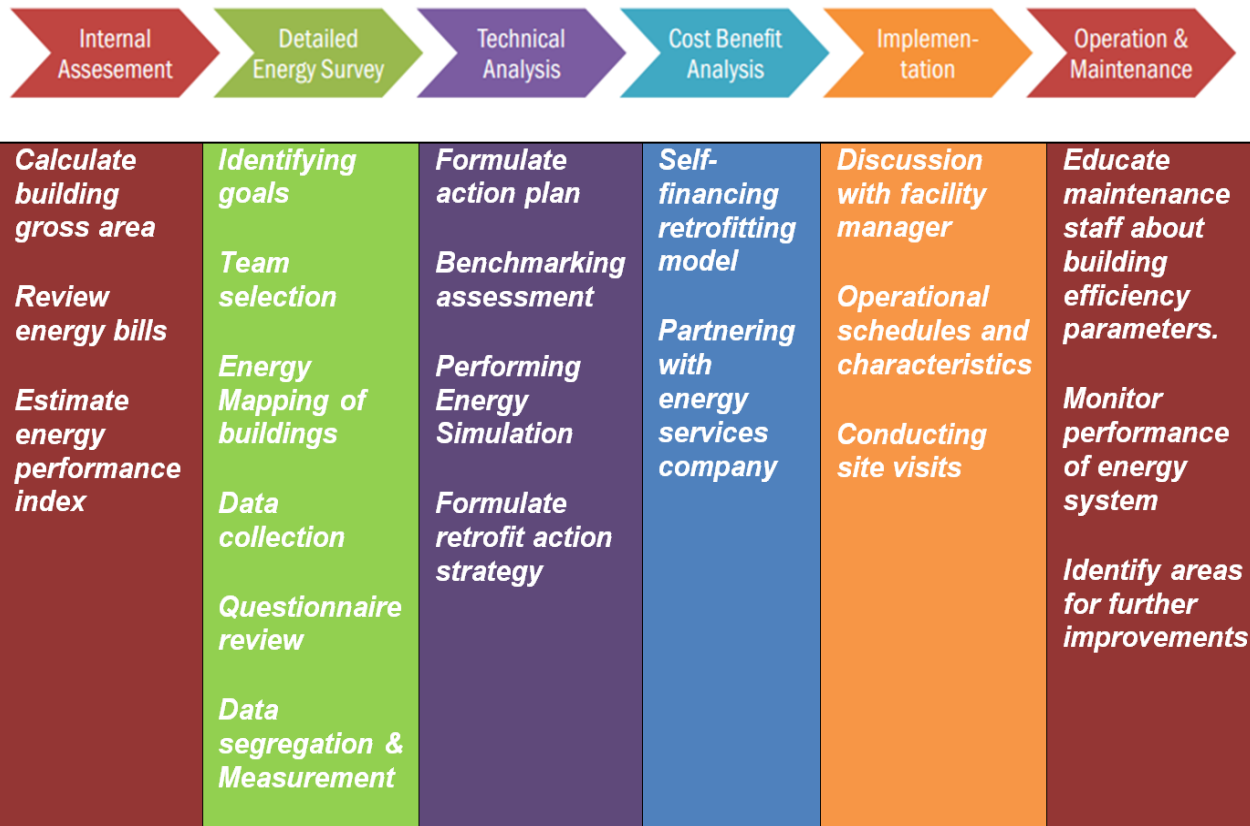 Internal
Assesement
Detailed
Energy Survey
Technical
Analysis
Cost Benefit
Analysis
Implemen-
tation
Operation &
Maintenance
Calculate
building
gross area
Review
energy bills
Estimate
energy
performance
index
Identifying
goals
Team
selection
Energy
Mapping of
buildings
Data
collection
Questionnaire
review
Data
segregation &
Measurement
Formulate
action plan
Benchmarking
assessment
Performing
Energy
Simulation
Formulate
retrofit action
strategy
Self-
financing
retrofitting
model
Partnering
with
energy
services
company
Discussion
with facility
manager
Operational
schedules and
characteristics
Conducting
site visits
Educate
maintenance
staff about
building
efficiency
parameters.
Monitor
performance
of energy
system
Identify areas
for further
improvements